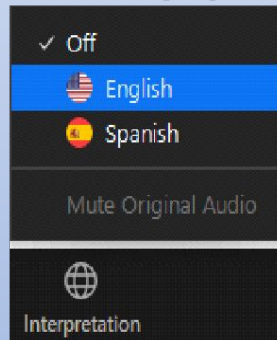 Off
English
Spanish
Mute Original Audio
Interpretation